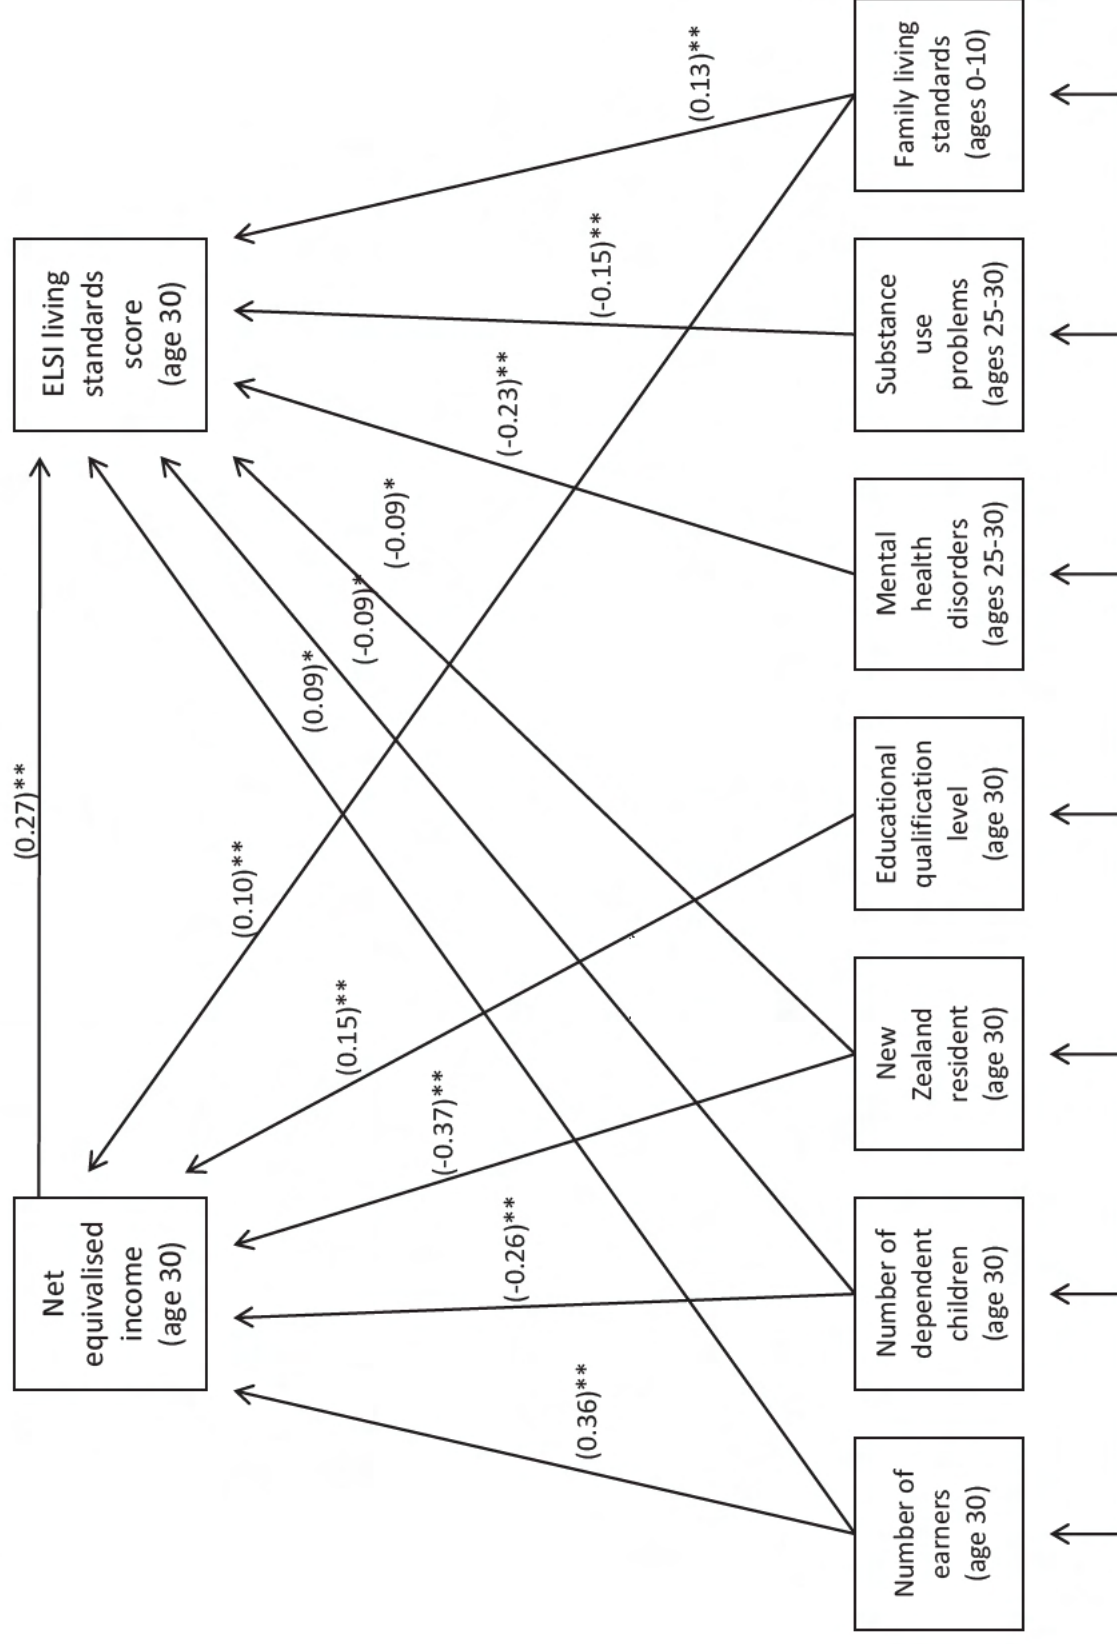 Net
equivalised
income
(age 30)
(0.27)**
ELSI living
standards
score
(age 30)
(0.10)**
(0.09)*
(-0.09)*
(-0.09)*
(0.15)**
(-0.37)**
(-0.26)**
(0.36)**
(-0.23)**
(-0.15)**
(0.13)**
Number of
earners
(age 30)
Number of
dependent
children
(age 30)
New
Zealand
resident
(age 30)
Educational
qualification
level
(age 30)
Mental
health
disorders
(ages 25-30)
Substance
use
problems
(ages 25-30)
Family living
standards
(ages 0-10)